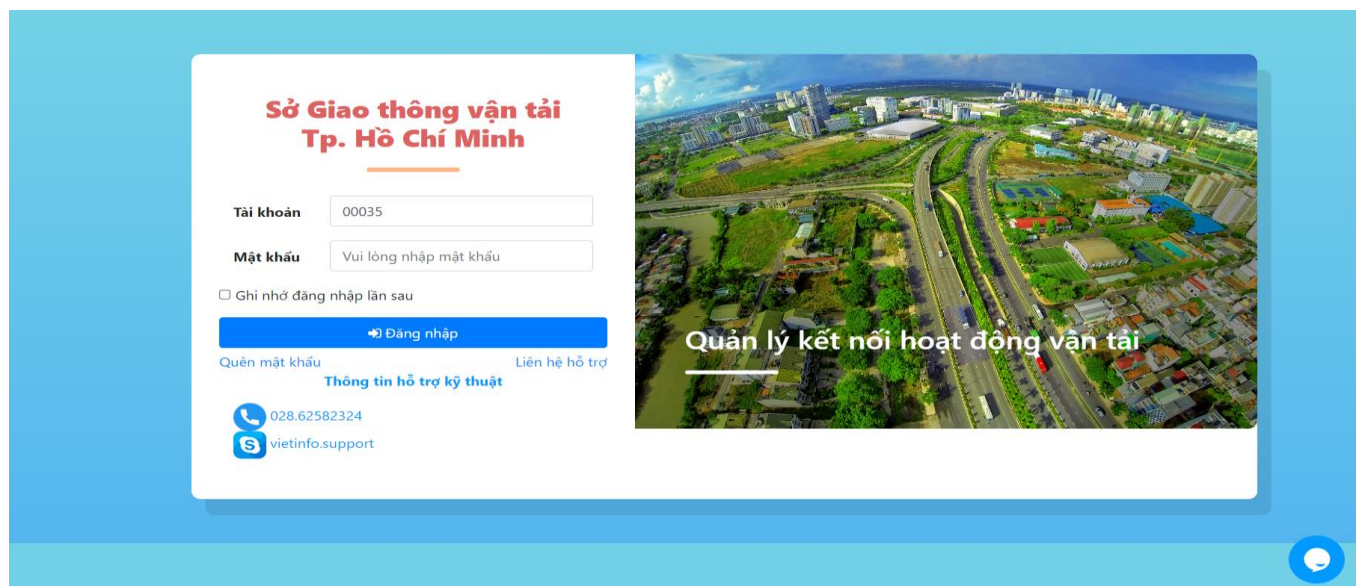 Sở Giao thông vận tải
Tp. Hồ Chí Minh
Tài khoản 00035
Mật khẩu Vui lòng nhập mật khẩu
Ghi nhớ đăng nhập lần sau
Đăng nhập
Quên mật khẩu Liên hệ hỗ trợ
Thông tin hỗ trợ kỹ thuật
028.62582324
vietinfo.support
Quản lý kết nối hoạt động vận tải